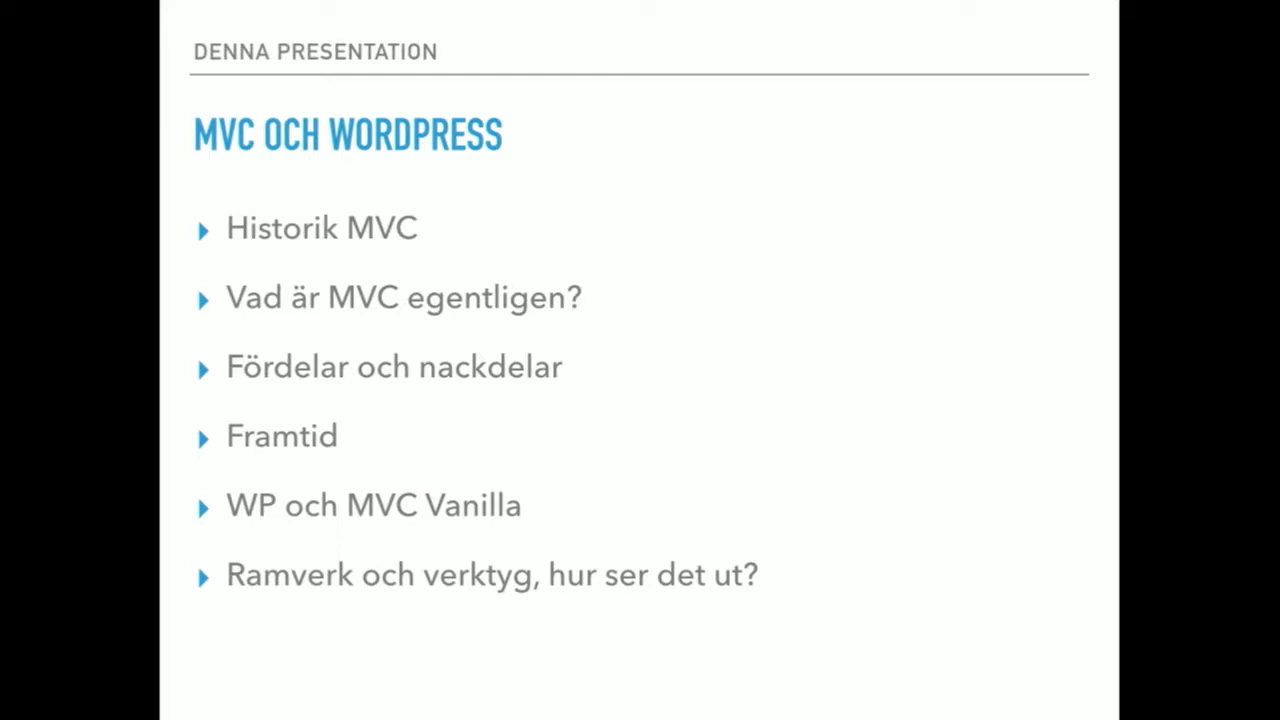 DENNA PRESENTATION
MVC OCH WORDPRESS
Historik MVC
Vad är MVC egentligen?
Fördelar och nackdelar
Framtid
WP och MVC Vanilla
Ramverk och verktyg, hur ser det ut?